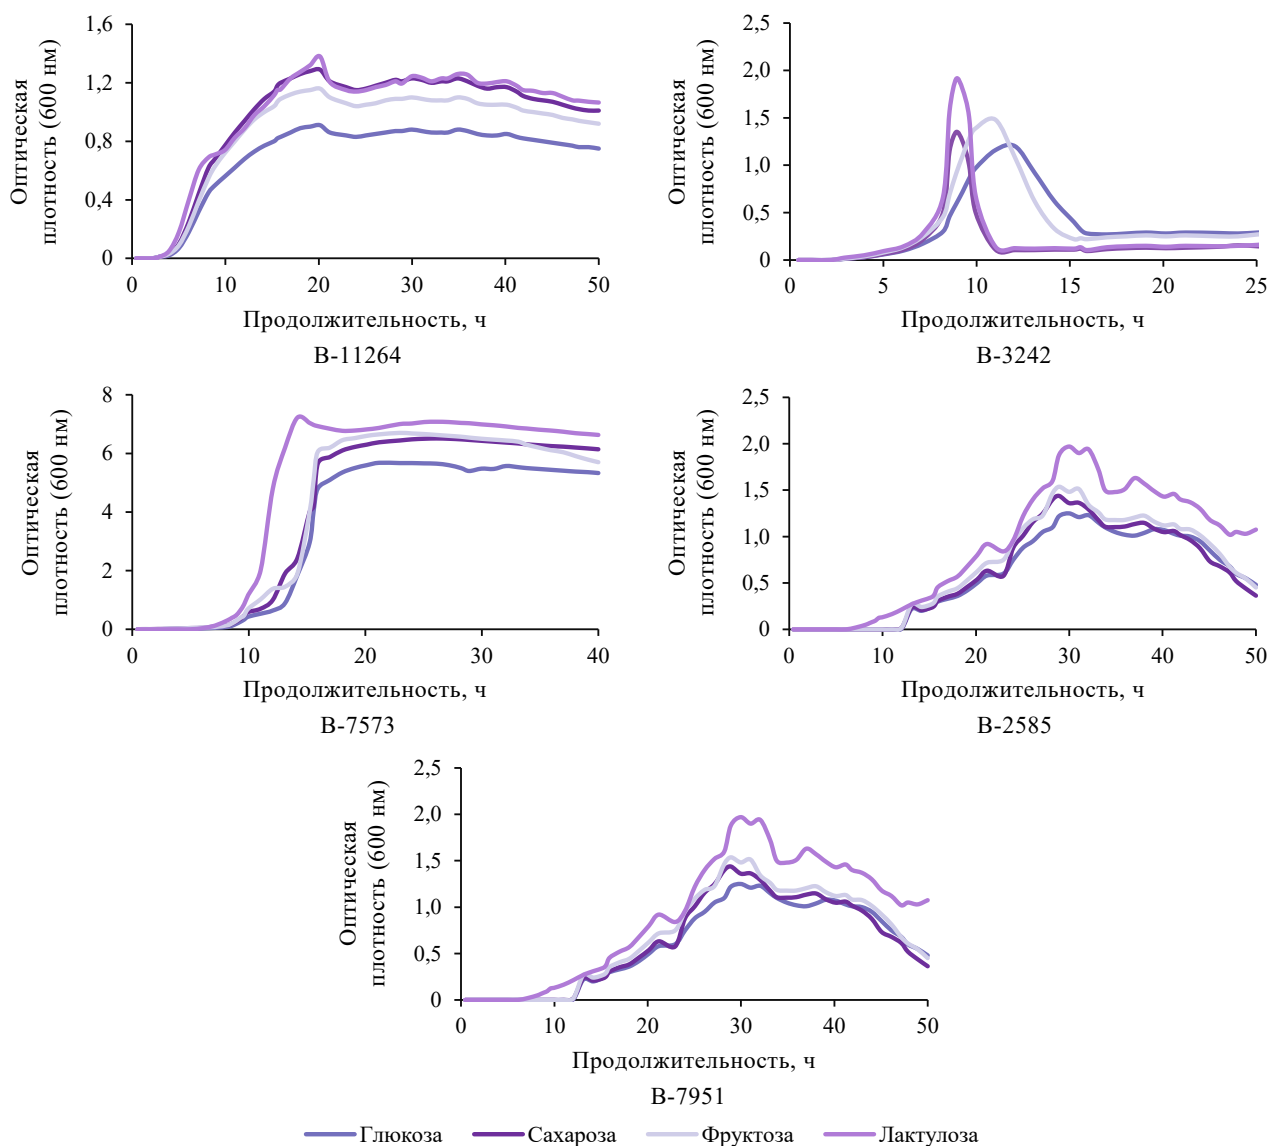 Оптическая
плотность (600 нм)
1,6
1,2
0,8
0,4
0
0 10 20 30 40 50
Продолжительность, ч
В-11264
Оптическая
плотность (600 нм)
2,5
2,0
1,5
1,0
0,5
0
0 5 10 15 20 25
Продолжительность, ч
В-3242
Оптическая
плотность (600 нм)
8
6
4
2
0
0 10 20 30 40
Продолжительность, ч
В-7573
Оптическая
плотность (600 нм)
2,5
2,0
1,5
1,0
0,5
0
0 10 20 30 40 50
Продолжительность, ч
В-2585
Оптическая
плотность (600 нм)
2,5
2,0
1,5
1,0
0,5
0
0 10 20 30 40 50
Продолжительность, ч
В-7951
Глюкоза Сахароза Фруктоза Лактулоза